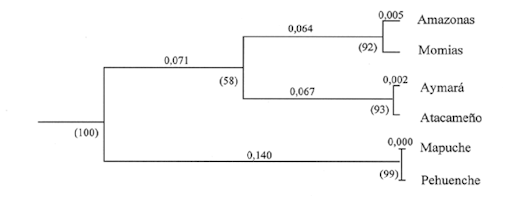 0,005 Amazonas
0,064
(92) Momias
0,071
(58)
0,002 Aymará
0,067
(93) Atacameño
(100)
0,000 Mapuche
0,140
(99) Pehuenche